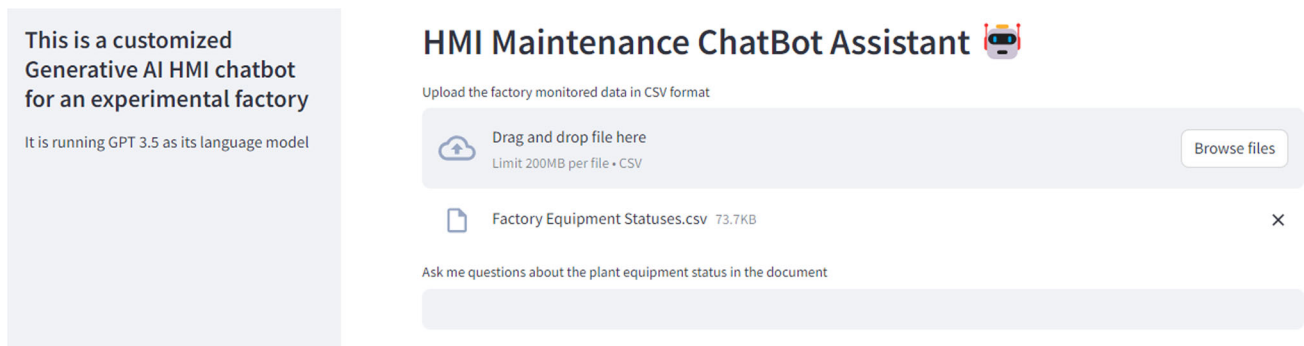 This is a customized
Generative AI HMI chatbot
for an experimental factory
It is running GPT 3.5 as its language model
HMI Maintenance ChatBot Assistant
Upload the factory monitored data in CSV format
Drag and drop file here
Limit 200MB per file • CSV
Browse files
Factory Equipment Statuses.csv 73.7KB
Ask me questions about the plant equipment status in the document